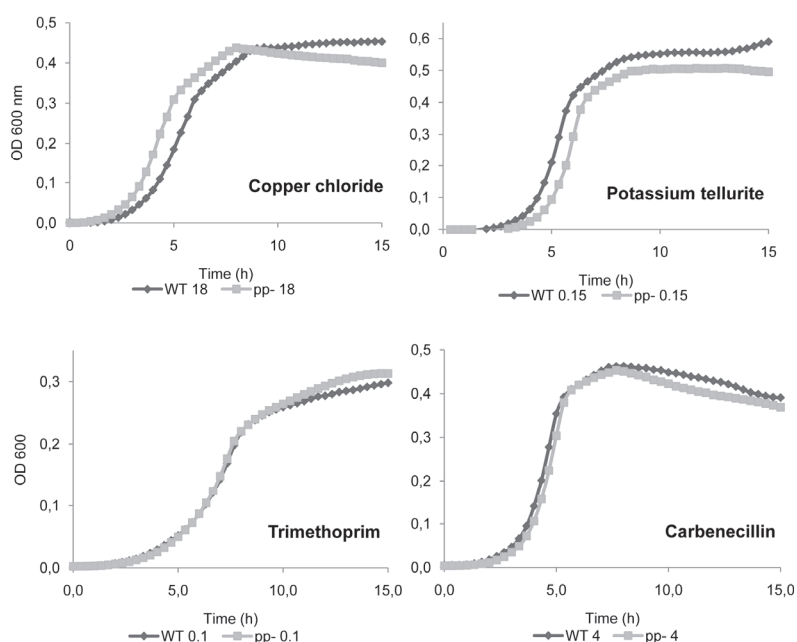 0,5
0,4
0,3
0,2
0,1
0,0
OD 600 nm
0
5
10
15
Copper chloride
Time (h)
WT 18 pp- 18
0,6
0,5
0,4
0,3
0,2
0,1
0,0
0
5
10
15
Potassium tellurite
Time (h)
WT 0.15 pp- 0.15
0,3
0,2
0,1
0,0
OD 600
0,0
5,0
10,0
15,0
Trimethoprim
Time (h)
WT 0.1 pp- 0.1
0,5
0,4
0,3
0,2
0,1
0,0
0,0
5,0
10,0
15,0
Carbenecillin
Time (h)
WT 4 pp- 4